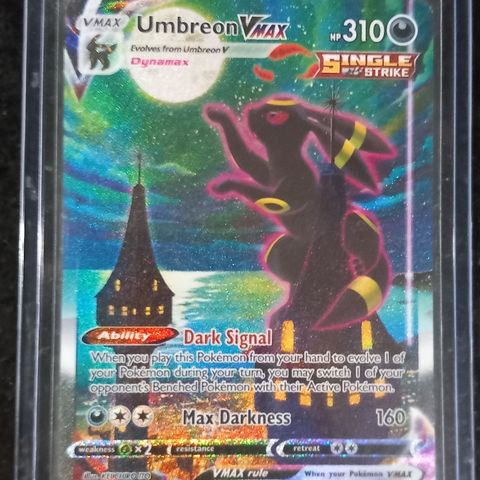 VMAX
Umbreon VMAX
HP 310
Evolves from Umbreon V
Dynamax
SINGLE STRIKE
Ability Dark Signal
When you play this Pokémon from your hand to evolve 1 of
your Pokémon during your turn, you may switch 1 of your
opponent's Benched Pokémon with their Active Pokémon.
Max Darkness 160
weakness ×2 resistance retreat
VMAX rule When your Pokémon VMAX